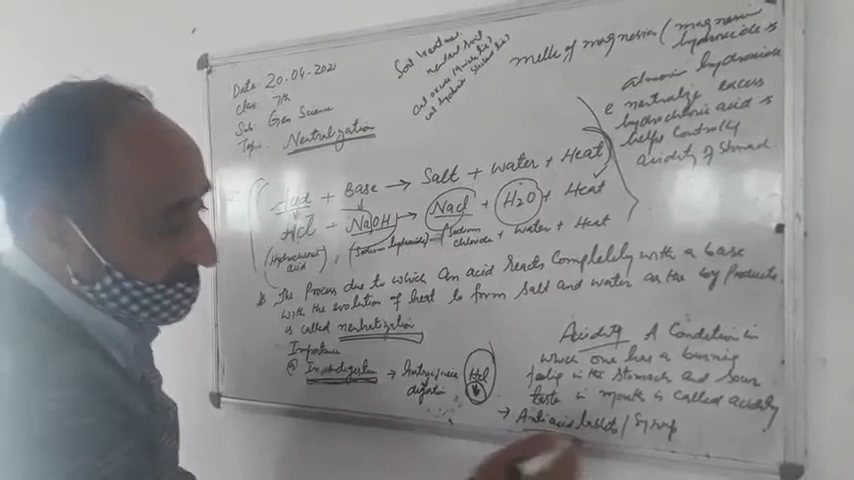 Date: 20-04-2021
Class: 7th
Sub: Gen Science
Topic: Neutralization
Acid + Base → Salt + Water + Heat
HCl + NaOH → NaCl + H2O + Heat
(Hydrochloric acid) (Sodium hydroxide) (Sodium chloride + Water + Heat
The Process due to which An acid reacts Completely with a base
with the evolution of heat to form Salt and water as the by Products.
is called neutralization
Importance
In digestion →
digestion
HCl
Acidity A Condition in
which one has a burning
feeling in the stomach and sour
taste in mouth is called acidity
→ Antiacid / Syrup
Soil treatment
Milk of magnesia (magnesium
hydroxide &
hydroxide
neutralize excess
hydrochloric acid &
helps
acidity of Stomach